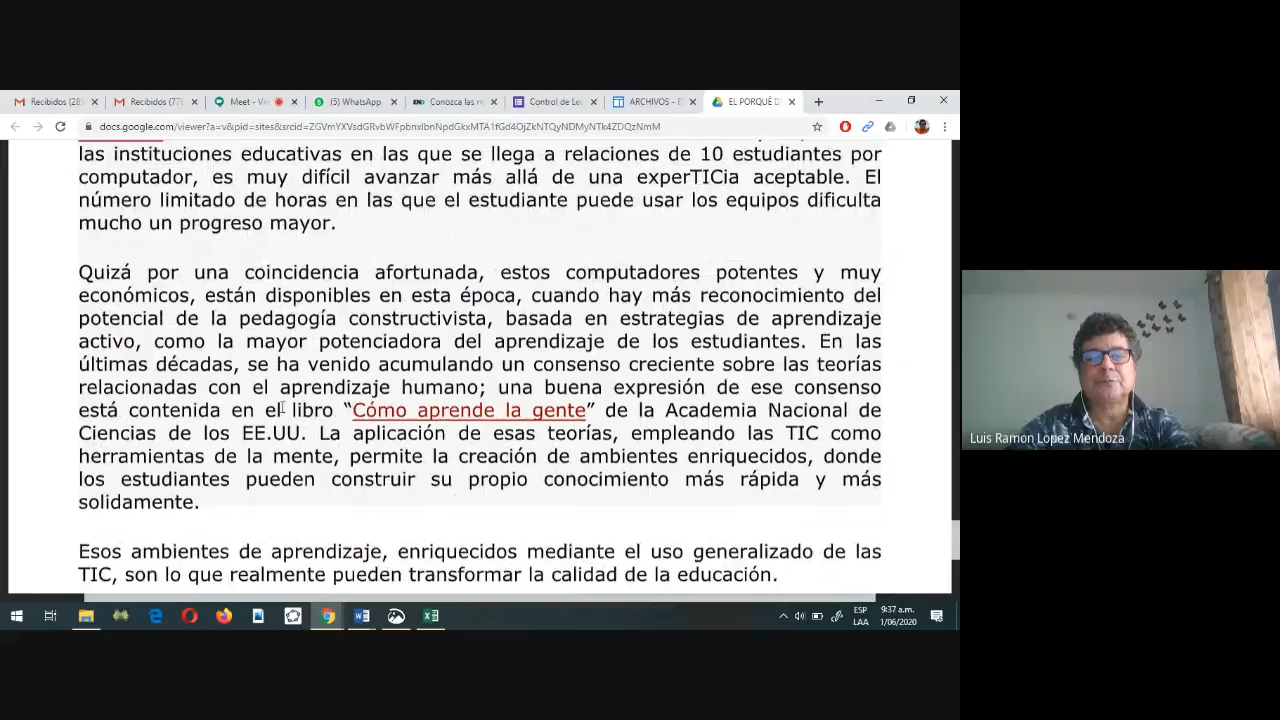 Recibidos (28
Recibidos (77
Meet - Ve
(5) WhatsApp
Conozca las n
Control de Le
ARCHIVOS - E
EL PORQUÉ D
docs.google.com/viewer?a=v&pid=sites&srcid=ZGVmYXVsdGRvbWFpbnxlbnNpdGkxMTA1fGd4OjZkNTQyNDMyNTk4ZDQzNmM
las instituciones educativas en las que se llega a relaciones de 10 estudiantes por
computador, es muy difícil avanzar más allá de una experTICia aceptable. El
número limitado de horas en las que el estudiante puede usar los equipos dificulta
mucho un progreso mayor.
Quizá por una coincidencia afortunada, estos computadores potentes y muy
económicos, están disponibles en esta época, cuando hay más reconocimiento del
potencial de la pedagogía constructivista, basada en estrategias de aprendizaje
activo, como la mayor potenciadora del aprendizaje de los estudiantes. En las
últimas décadas, se ha venido acumulando un consenso creciente sobre las teorías
relacionadas con el aprendizaje humano; una buena expresión de ese consenso
está contenida en el libro “Cómo aprende la gente” de la Academia Nacional de
Ciencias de los EE.UU. La aplicación de esas teorías, empleando las TIC como
herramientas de la mente, permite la creación de ambientes enriquecidos, donde
los estudiantes pueden construir su propio conocimiento más rápida y más
solidamente.
Esos ambientes de aprendizaje, enriquecidos mediante el uso generalizado de las
TIC, son lo que realmente pueden transformar la calidad de la educación.
Luis Ramon Lopez Mendoza
ESP
LAA
9:37 a.m.
1/06/2020